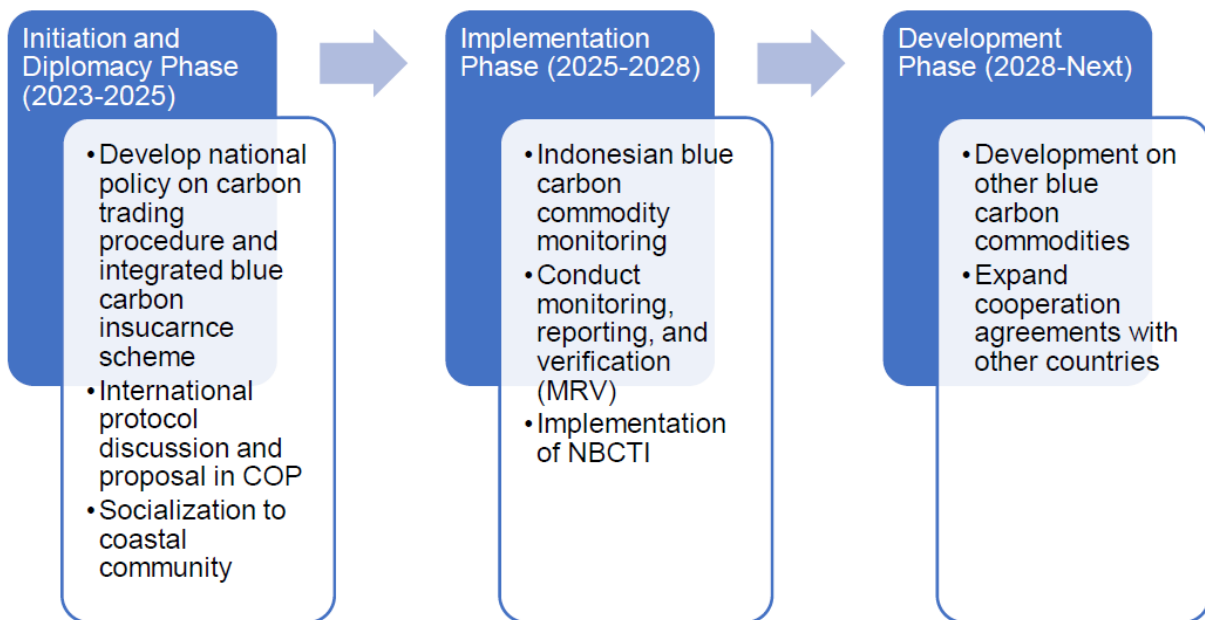 Initiation and
Diplomacy Phase
(2023-2025)
•Develop national
policy on carbon
trading
procedure and
integrated blue
carbon
insucarnce
scheme
•International
protocol
discussion and
proposal in COP
•Socialization to
coastal
community
Implementation
Phase (2025-2028)
•Indonesian blue
carbon
commodity
monitoring
•Conduct
monitoring,
reporting, and
verification
(MRV)
•Implementation
of NBCTI
Development
Phase (2028-Next)
•Development on
other blue
carbon
commodities
•Expand
cooperation
agreements with
other countries